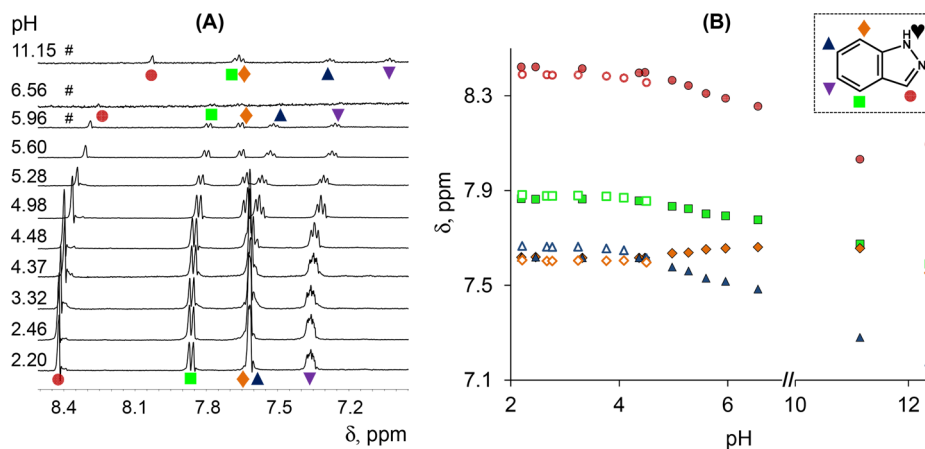 (A)
pH
11.15 #
6.56 #
5.96 #
5.60
5.28
4.98
4.48
4.37
3.32
2.46
2.20
8.4 8.1 7.8 7.5 7.2
δ, ppm
(B)
δ, ppm
8.3
7.9
7.5
7.1
2 4 6 8 10 12
pH
H
N
N